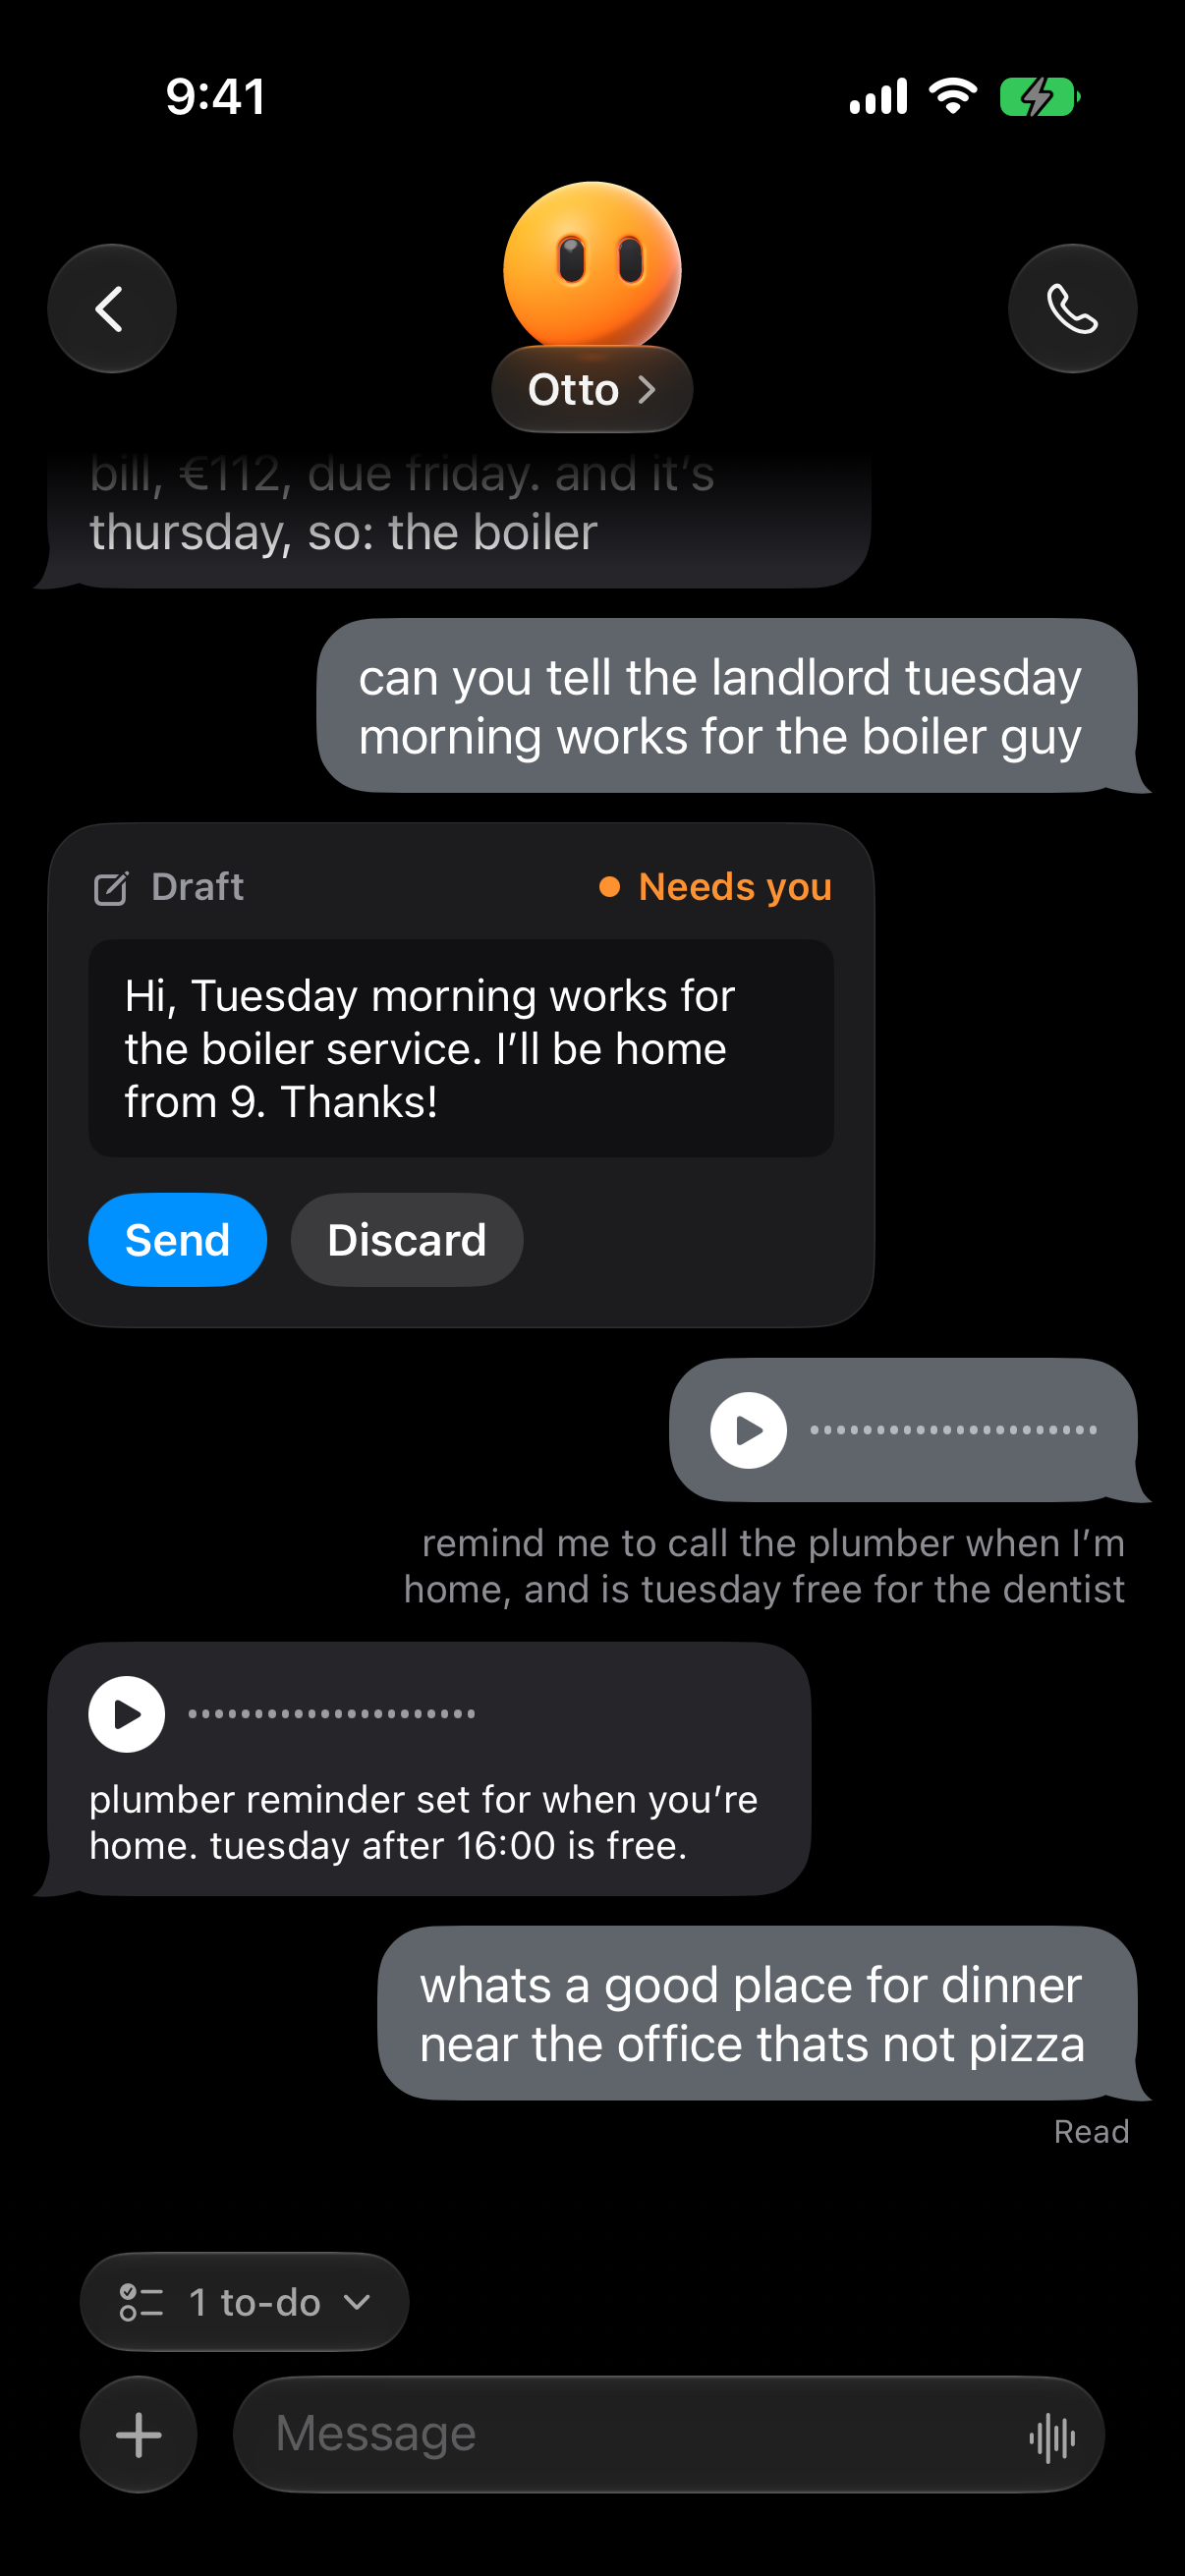 9:41
Otto
bill, €112, due friday. and it’s
thursday, so: the boiler
can you tell the landlord tuesday
morning works for the boiler guy
Draft
Needs you
Hi, Tuesday morning works for
the boiler service. I’ll be home
from 9. Thanks!
Send
Discard
remind me to call the plumber when I’m
home, and is tuesday free for the dentist
plumber reminder set for when you’re
home. tuesday after 16:00 is free.
whats a good place for dinner
near the office thats not pizza
Read
1 to-do
Message